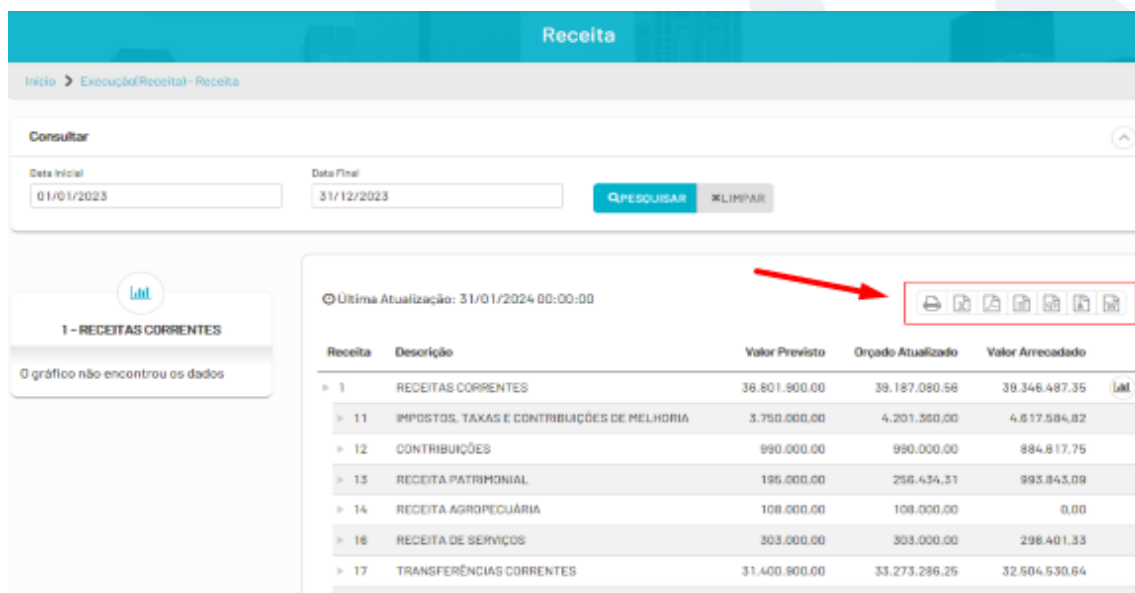 Receita
Início > Execução(Receita) - Receita
Consultar
Data Inicial Data Final
01/01/2023 31/12/2023 PESQUISAR LIMPAR
Última Atualização: 31/01/2024 00:00:00
1 - RECEITAS CORRENTES
O gráfico não encontrou os dados
Receita Descrição Valor Previsto Orçado Atualizado Valor Arrecadado
1 RECEITAS CORRENTES 36.801.900,00 39.187.080,56 39.346.487,35
11 IMPOSTOS, TAXAS E CONTRIBUIÇÕES DE MELHORIA 3.750.000,00 4.201.360,00 4.617.584,82
12 CONTRIBUIÇÕES 990.000,00 990.000,00 884.617,75
13 RECEITA PATRIMONIAL 195.000,00 256.434,31 993.843,09
14 RECEITA AGROPECUÁRIA 108.000,00 108.000,00 0,00
16 RECEITA DE SERVIÇOS 303.000,00 303.000,00 298.401,33
17 TRANSFERÊNCIAS CORRENTES 31.400.900,00 33.273.286,25 32.504.530,64